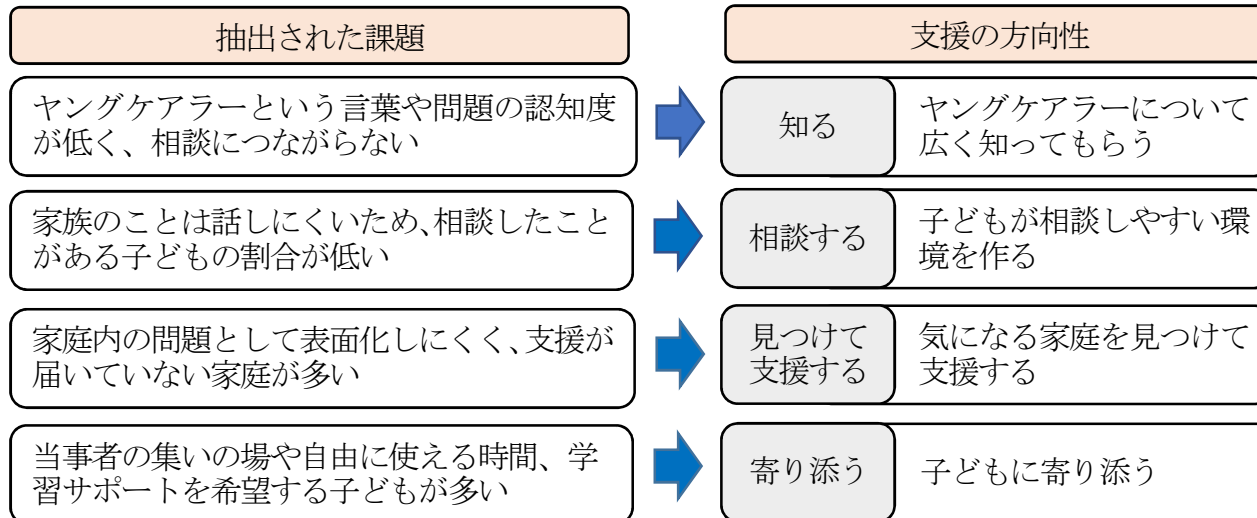 抽出された課題
支援の方向性
ヤングケアラーという言葉や問題の認知度
が低く、相談につながらない
知る
ヤングケアラーについて
広く知ってもらう
家族のことは話しにくいため、相談したこと
がある子どもの割合が低い
相談する
子どもが相談しやすい環
境を作る
家庭内の問題として表面化しにくく、支援が
届いていない家庭が多い
見つけて
支援する
気になる家庭を見つけて
支援する
当事者の集いの場や自由に使える時間、学
習サポートを希望する子どもが多い
寄り添う
子どもに寄り添う